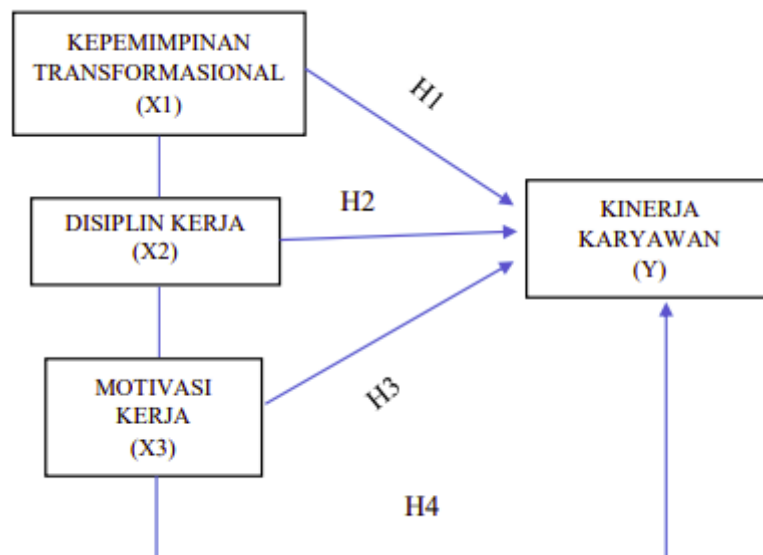 KEPEMIMPINAN
TRANSFORMASIONAL
(X1)
H1
DISIPLIN KERJA
(X2)
H2
KINERJA
KARYAWAN
(Y)
MOTIVASI
KERJA
(X3)
H3
H4